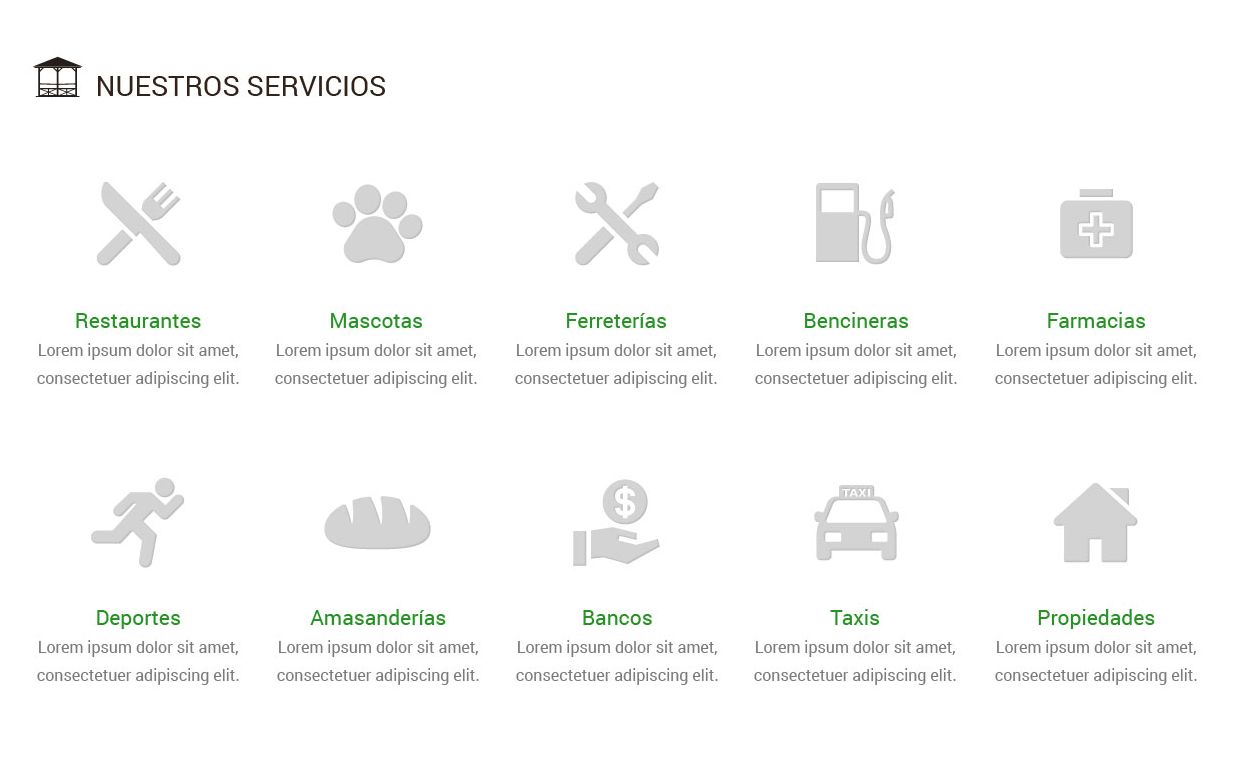 NUESTROS SERVICIOS
Restaurantes
Lorem ipsum dolor sit amet,
consectetuer adipiscing elit.
Mascotas
Lorem ipsum dolor sit amet,
consectetuer adipiscing elit.
Ferreterías
Lorem ipsum dolor sit amet,
consectetuer adipiscing elit.
Bencineras
Lorem ipsum dolor sit amet,
consectetuer adipiscing elit.
Farmacias
Lorem ipsum dolor sit amet,
consectetuer adipiscing elit.
Deportes
Lorem ipsum dolor sit amet,
consectetuer adipiscing elit.
Amasanderías
Lorem ipsum dolor sit amet,
consectetuer adipiscing elit.
$
Bancos
Lorem ipsum dolor sit amet,
consectetuer adipiscing elit.
TAXI
Taxis
Lorem ipsum dolor sit amet,
consectetuer adipiscing elit.
Propiedades
Lorem ipsum dolor sit amet,
consectetuer adipiscing elit.